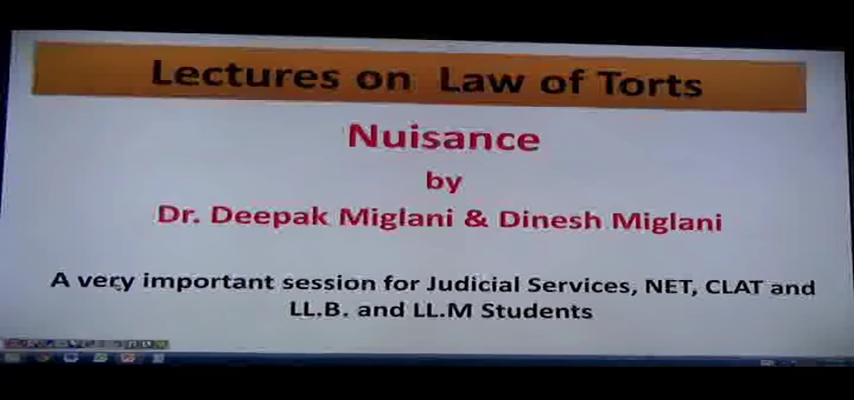 Lectures on Law of Torts
Nuisance
by
Dr. Deepak Miglani & Dinesh Miglani
A very important session for Judicial Services, NET, CLAT and
LL.B. and LL.M Students